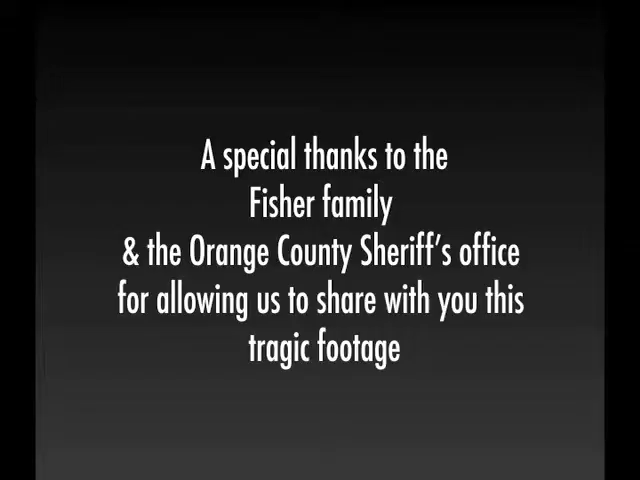 A special thanks to the
Fisher family
& the Orange County Sheriff's office
for allowing us to share with you this
tragic footage